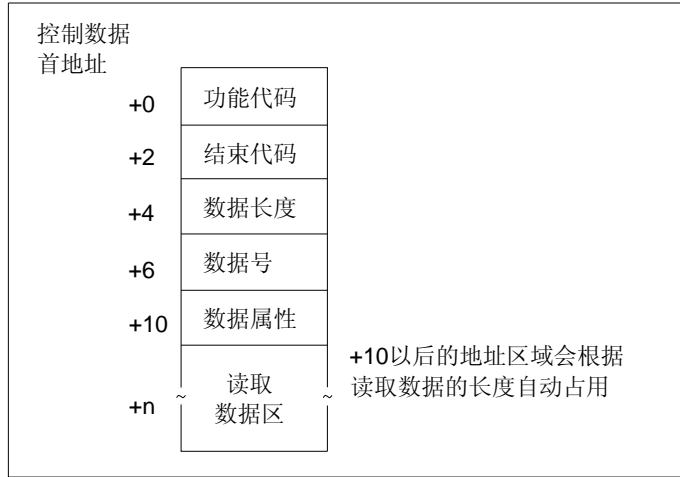 控制数据
首地址
+0 功能代码
+2 结束代码
+4 数据长度
+6 数据号
+10 数据属性
+10以后的地址区域会根据
读取数据的长度自动占用
读取
~ ~
+n 数据区